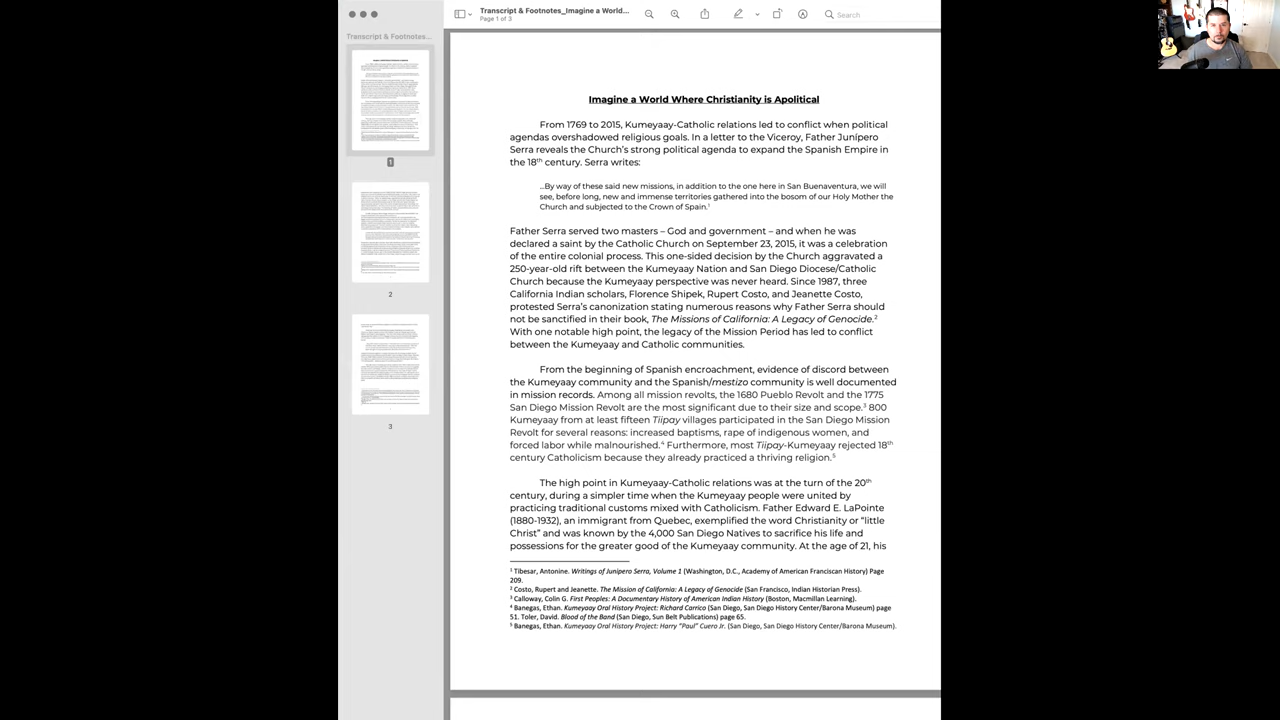 Transcript & Footnotes_Imagine a World...
Page 1 of 3
Search
Transcript & Footnotes...
1
2
3
Imagine a World Where Christianity is Apolitical
From 1769 to 2015, Kumeyaay-Catholic relations led to conflict when political
agendas overshadowed religious goals. In a letter to the Viceroy, Father Junípero
Serra reveals the Church's strong political agenda to expand the Spanish Empire in
the 18th century. Serra writes:
...By way of these said new missions, in addition to the one here in San Buenaventura, we will
see, before long, new and immense territories gathered into the bosom of our Holy Mother the
Church and subjected to the Crown of Spain.1
Father Serra served two masters – God and government – and when he was
declared a saint by the Catholic Church on September 23, 2015, it was a celebration
of the entire colonial process. This one-sided decision by the Church aggravated a
250-year-old rift between the Kumeyaay Nation and San Diego Diocese/Catholic
Church because the Kumeyaay perspective was never heard. Since 1987, three
California Indian scholars, Florence Shipek, Rupert Costo, and Jeanette Costo,
protested Serra's canonization stating numerous reasons why Father Serra should
not be sanctified in their book, The Missions of California: A Legacy of Genocide.2
With one notable high point, the legacy of the Mission Period has led to conflict
between the Kumeyaay and Catholic communities.
From the beginning of Spanish encroachment, evidence of discord between
the Kumeyaay community and the Spanish/mestizo community is well documented
in mission records. Among all mission revolts, the 1680 Pueblo Revolt and the 1775
San Diego Mission Revolt are the most significant due to their size and scope.3 800
Kumeyaay from at least fifteen Tiipay villages participated in the San Diego Mission
Revolt for several reasons: increased baptisms, rape of indigenous women, and
forced labor while malnourished.4 Furthermore, most Tiipay-Kumeyaay rejected 18th
century Catholicism because they already practiced a thriving religion.5
The high point in Kumeyaay-Catholic relations was at the turn of the 20th
century, during a simpler time when the Kumeyaay people were united by
practicing traditional customs mixed with Catholicism. Father Edward E. LaPointe
(1880-1932), an immigrant from Quebec, exemplified the word Christianity or "little
Christ" and was known by the 4,000 San Diego Natives to sacrifice his life and
possessions for the greater good of the Kumeyaay community. At the age of 21, his
1 Tibesar, Antonine. Writings of Junipero Serra, Volume 1 (Washington, D.C., Academy of American Franciscan History) Page
209.
2 Costo, Rupert and Jeanette. The Mission of California: A Legacy of Genocide (San Francisco, Indian Historian Press).
3 Calloway, Colin G. First Peoples: A Documentary History of American Indian History (Boston, Macmillan Learning).
4 Banegas, Ethan. Kumeyaay Oral History Project: Richard Carrico (San Diego, San Diego History Center/Barona Museum) page
51. Toler, David. Blood of the Band (San Diego, Sun Belt Publications) page 65.
5 Banegas, Ethan. Kumeyaay Oral History Project: Harry "Paul" Cuero Jr. (San Diego, San Diego History Center/Barona Museum).